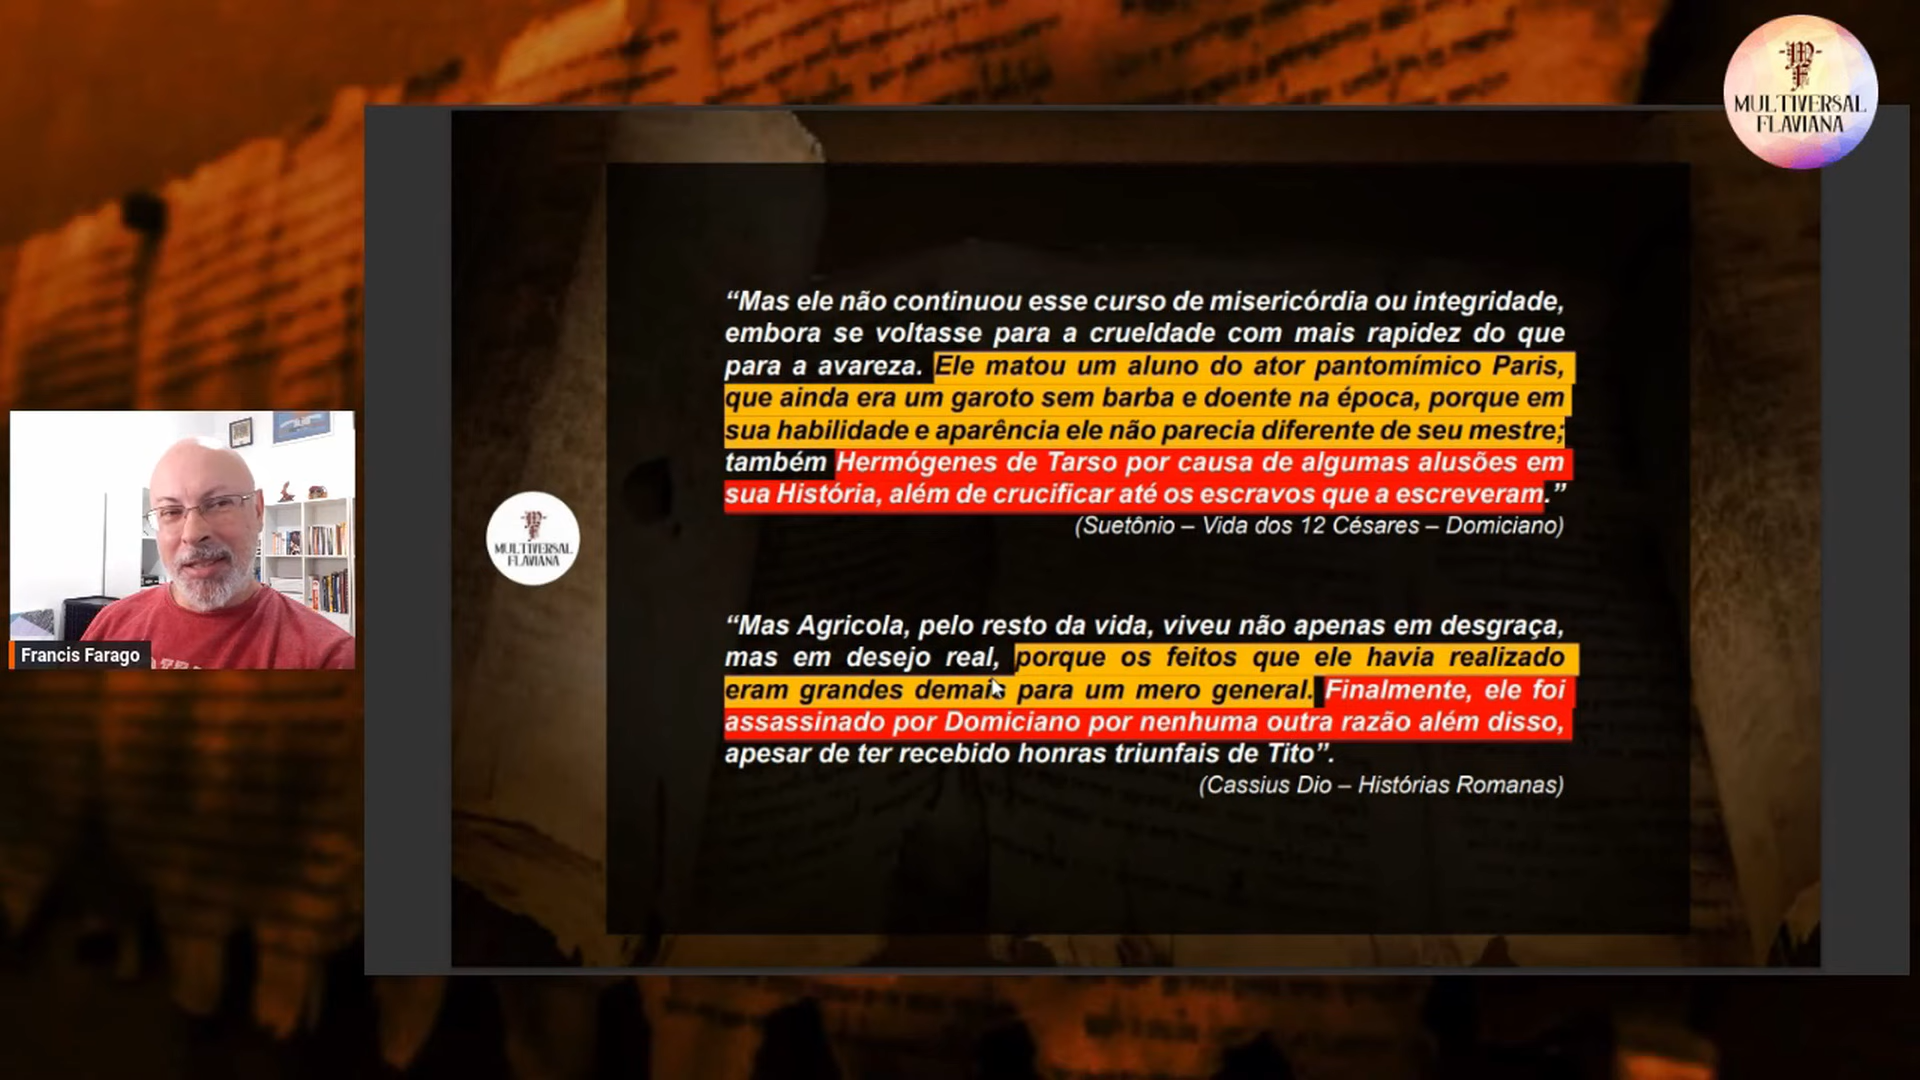 MULTIVERSAL
FLAVIANA
“Mas ele não continuou esse curso de misericórdia ou integridade,
embora se voltasse para a crueldade com mais rapidez do que
para a avareza. Ele matou um aluno do ator pantomímico Paris,
que ainda era um garoto sem barba e doente na época, porque em
sua habilidade e aparência ele não parecia diferente de seu mestre;
também Hermógenes de Tarso por causa de algumas alusões em
sua História, além de crucificar até os escravos que a escreveram.”
(Suetônio – Vida dos 12 Césares – Domiciano)
MULTIVERSAL
FLAVIANA
“Mas Agricola, pelo resto da vida, viveu não apenas em desgraça,
mas em desejo real, porque os feitos que ele havia realizado
eram grandes demais para um mero general. Finalmente, ele foi
assassinado por Domiciano por nenhuma outra razão além disso,
apesar de ter recebido honras triunfais de Tito”.
(Cassius Dio – Histórias Romanas)
Francis Farago